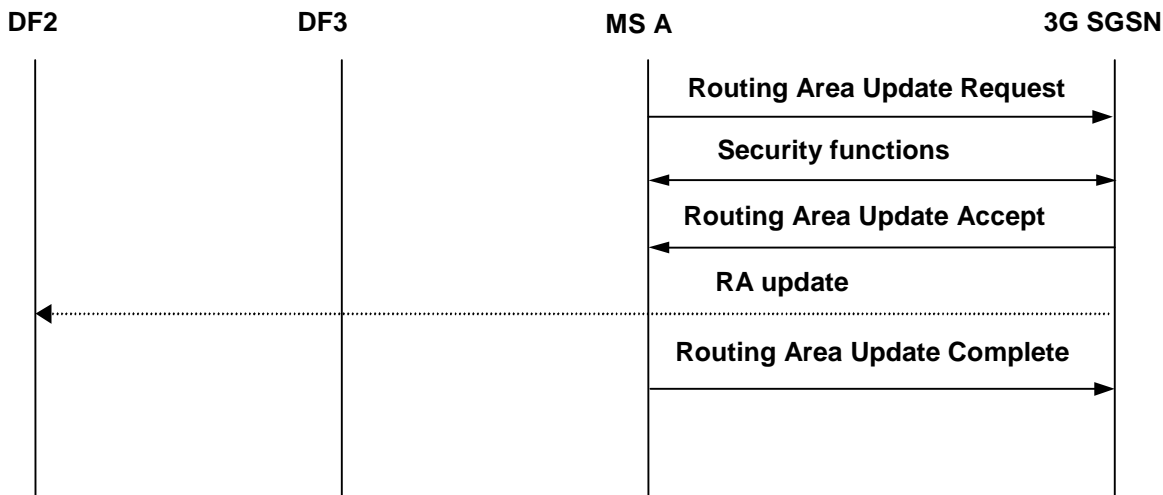 DF2 DF3 MS A 3G SGSN
Routing Area Update Request
Security functions
Routing Area Update Accept
RA update
Routing Area Update Complete